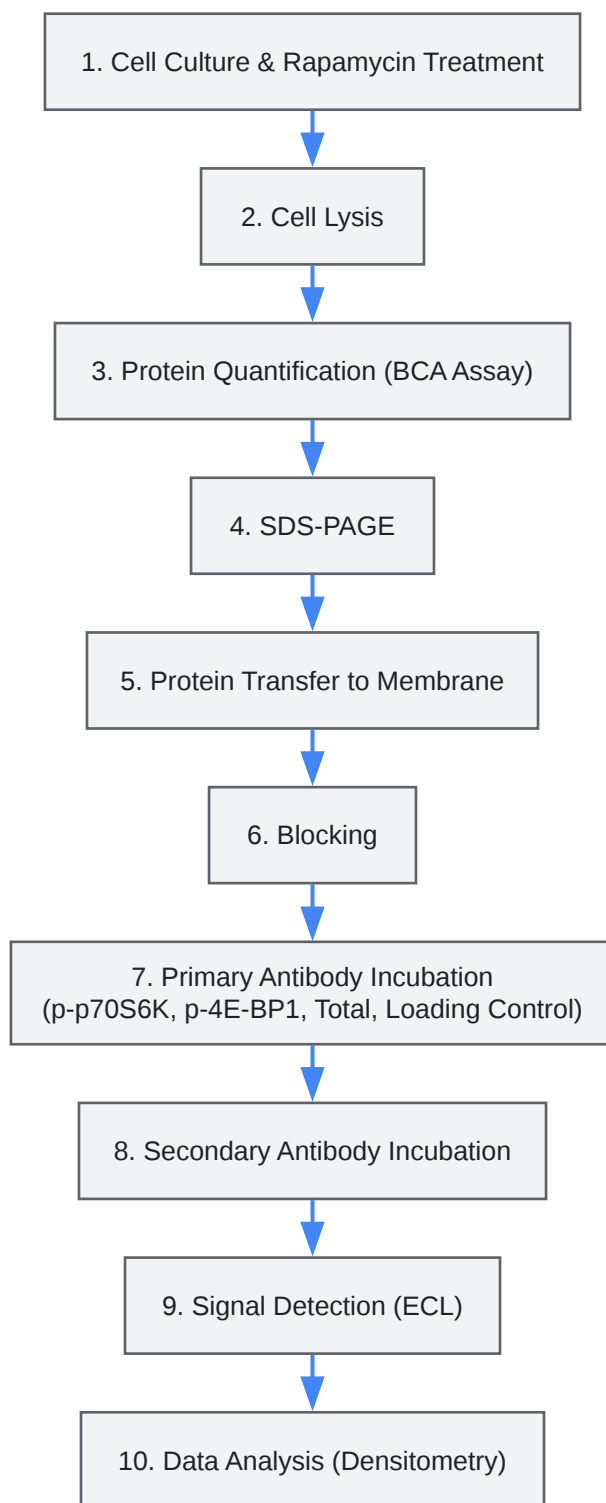 1. Cell Culture & Rapamycin Treatment
2. Cell Lysis
3. Protein Quantification (BCA Assay)
4. SDS-PAGE
5. Protein Transfer to Membrane
6. Blocking
7. Primary Antibody Incubation
(p-p70S6K, p-4E-BP1, Total, Loading Control)
8. Secondary Antibody Incubation
9. Signal Detection (ECL)
10. Data Analysis (Densitometry)